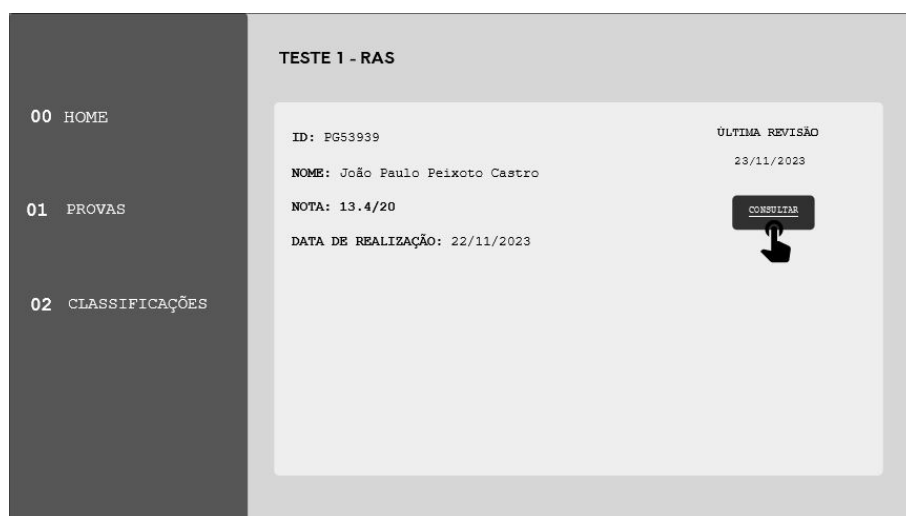 TESTE 1 - RAS
00 HOME
01 PROVAS
02 CLASSIFICAÇÕES
ID: PG53939
NOME: João Paulo Peixoto Castro
NOTA: 13.4/20
DATA DE REALIZAÇÃO: 22/11/2023
ÚLTIMA REVISÃO
23/11/2023
CONSULTAR